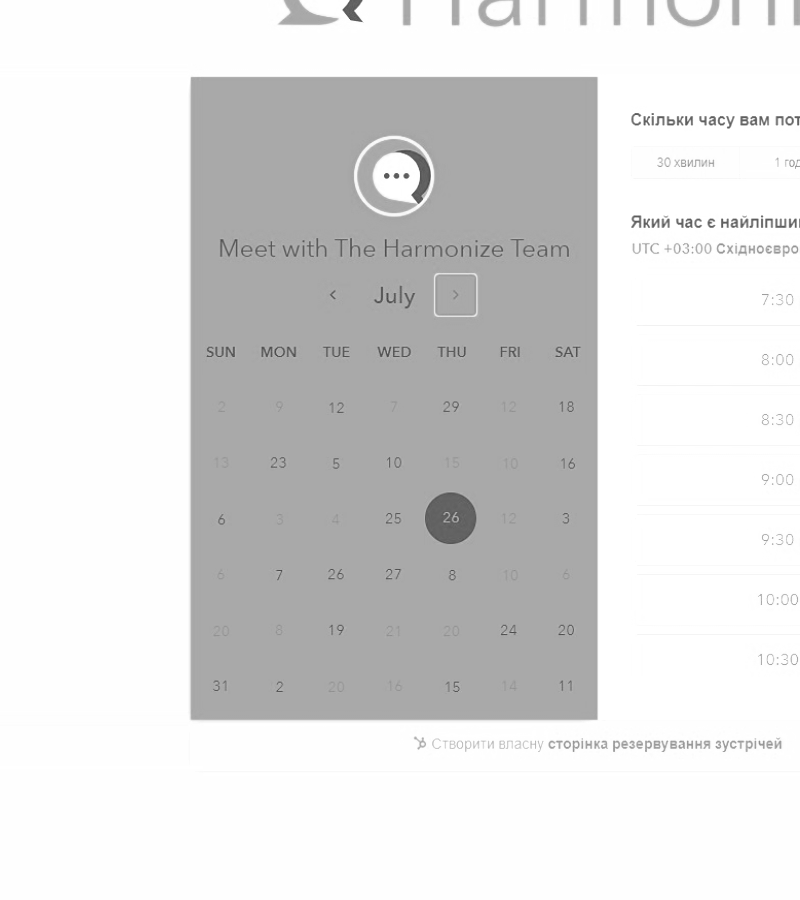 Harmoni
Скільки часу вам пот
30 хвилин 1 год
Meet with The Harmonize Team
Який час є найліпши
UTC +03:00 Східноєвро
July
7:30
SUN MON TUE WED THU FRI SAT
8:00
2 9 12 7 29 12 18
8:30
13 23 5 10 15 10 16
9:00
6 3 4 25 26 12 3
9:30
6 7 26 27 8 10 6
10:00
20 8 19 21 20 24 20
10:30
31 2 20 16 15 14 11
Створити власну сторінка резервування зустрічей